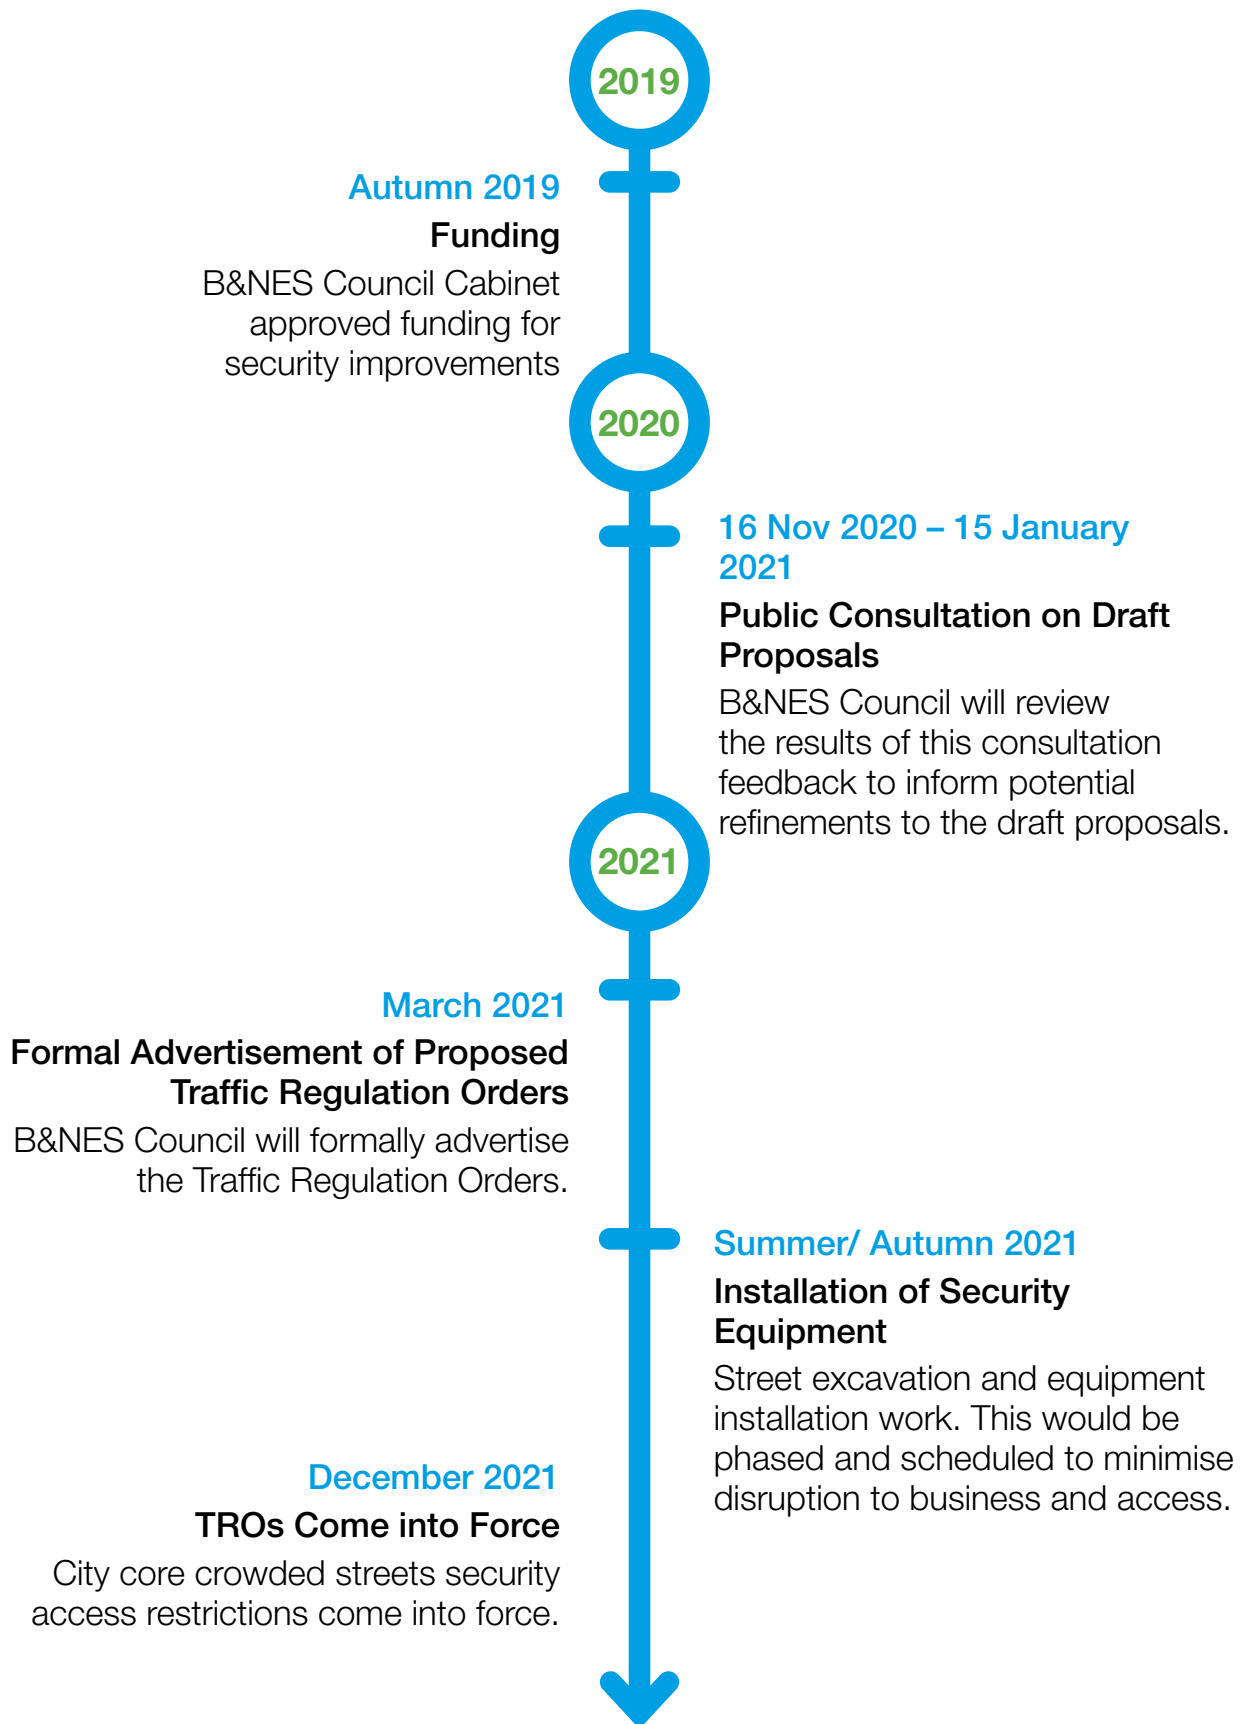 2019
Autumn 2019
Funding
B&NES Council Cabinet
approved funding for
security improvements
2020
16 Nov 2020 – 15 January
2021
Public Consultation on Draft
Proposals
B&NES Council will review
the results of this consultation
feedback to inform potential
refinements to the draft proposals.
2021
March 2021
Formal Advertisement of Proposed
Traffic Regulation Orders
B&NES Council will formally advertise
the Traffic Regulation Orders.
Summer/ Autumn 2021
Installation of Security
Equipment
Street excavation and equipment
installation work. This would be
phased and scheduled to minimise
disruption to business and access.
December 2021
TROs Come into Force
City core crowded streets security
access restrictions come into force.